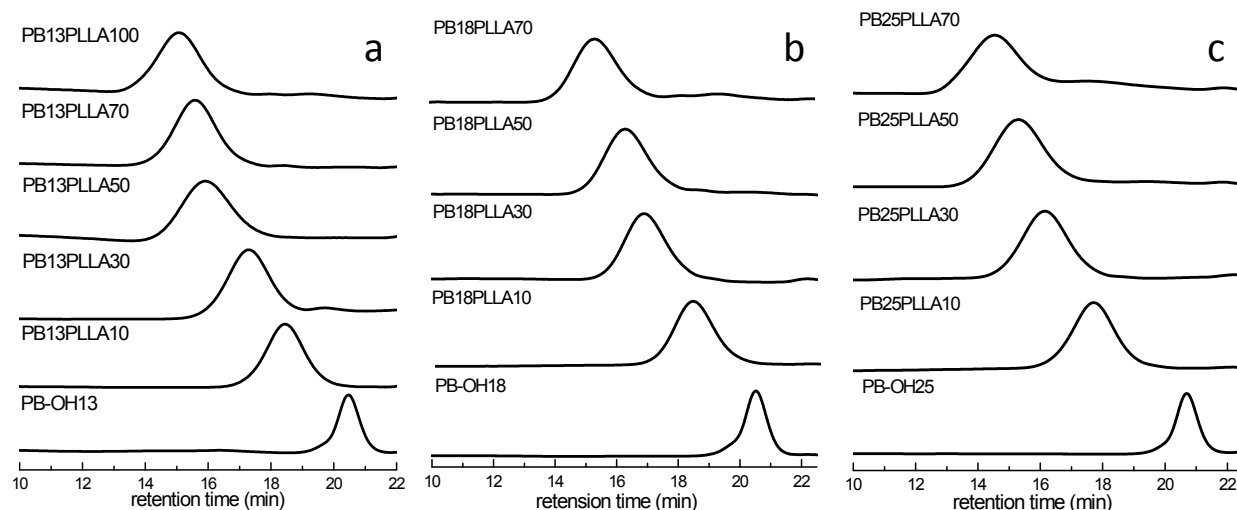 PB13PLLA100
a
PB13PLLA70
PB13PLLA50
PB13PLLA30
PB13PLLA10
PB-OH13
10 12 14 16 18 20 22
retention time (min)
PB18PLLA70
b
PB18PLLA50
PB18PLLA30
PB18PLLA10
PB-OH18
10 12 14 16 18 20 22
retension time (min)
PB25PLLA70
c
PB25PLLA50
PB25PLLA30
PB25PLLA10
PB-OH25
10 12 14 16 18 20 22
retention time (min)